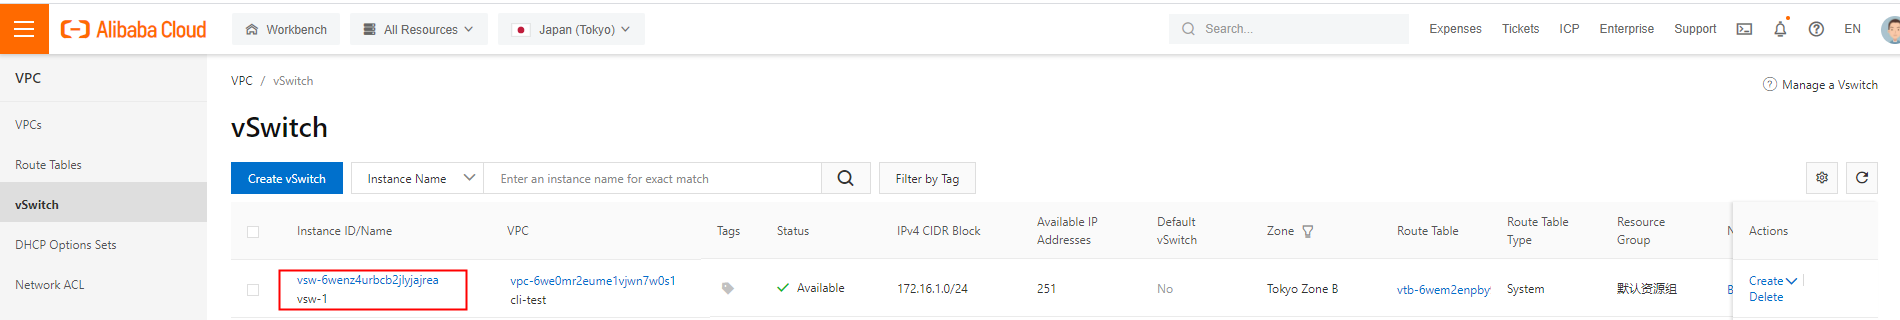 Alibaba Cloud
Workbench
All Resources
Japan (Tokyo)
Search...
Expenses
Tickets
ICP
Enterprise
Support
EN
VPC
VPCs
Route Tables
vSwitch
DHCP Options Sets
Network ACL
VPC / vSwitch
Manage a Vswitch
vSwitch
Create vSwitch
Instance Name
Enter an instance name for exact match
Filter by Tag
Instance ID/Name
VPC
Tags
Status
IPv4 CIDR Block
Available IP
Addresses
Default
vSwitch
Zone
Route Table
Route Table
Type
Resource
Group
Actions
vsw-6wenz4urbcb2jlyjajrea
vsw-1
vpc-6we0mr2eume1vjwn7w0s1
cli-test
Available
172.16.1.0/24
251
No
Tokyo Zone B
vtb-6wem2enpby
System
默认资源组
Create
Delete